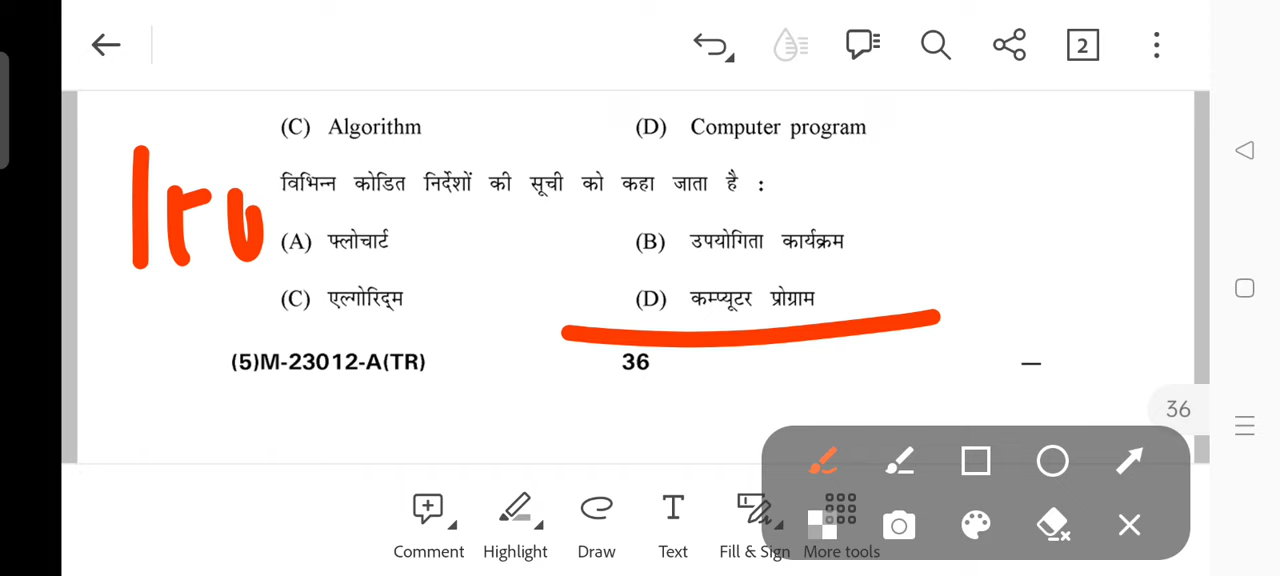 2
(C) Algorithm (D) Computer program
विभिन्न कोडित निर्देशों की सूची को कहा जाता है :
(A) फ्लोचार्ट (B) उपयोगिता कार्यक्रम
(C) एल्गोरिद्म (D) कम्प्यूटर प्रोग्राम
(5)M-23012-A(TR) 36 —
36
Comment Highlight Draw Text Fill & Sign More tools